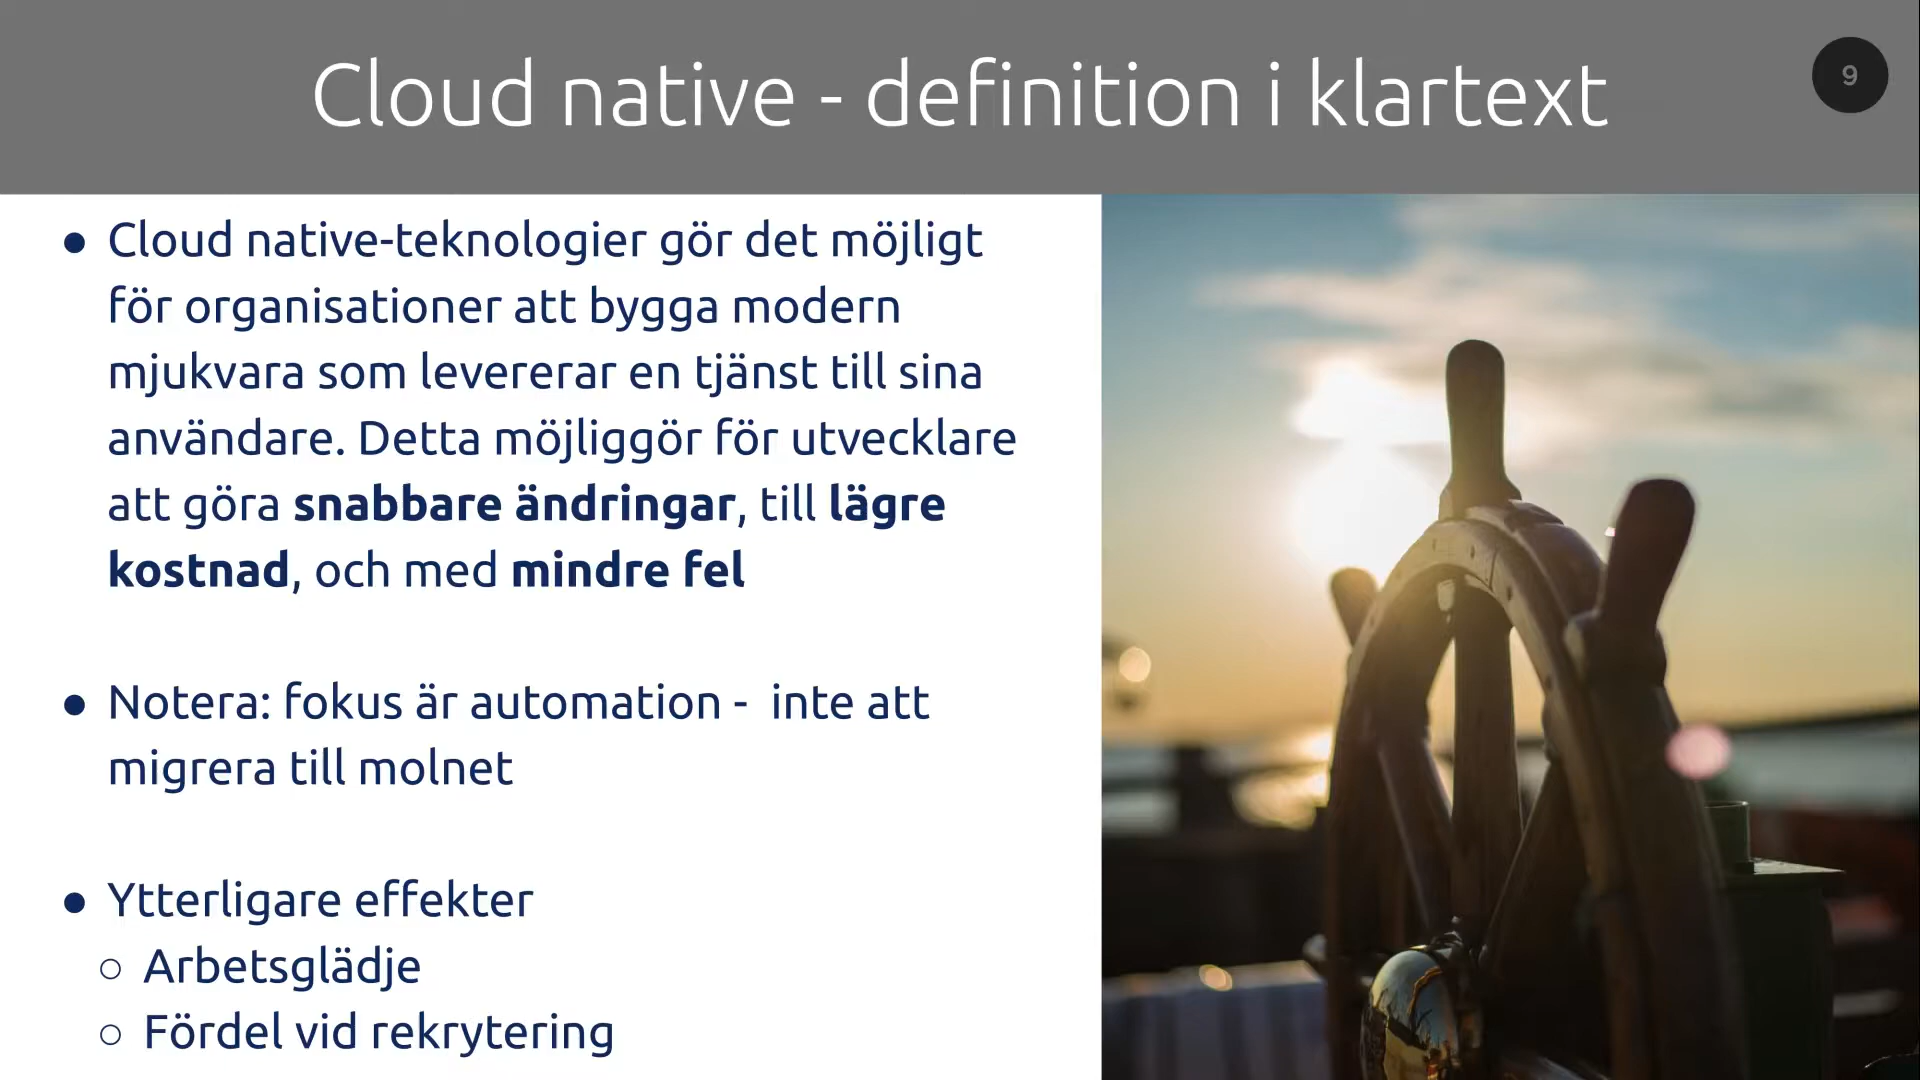 Cloud native - definition i klartext
9
● Cloud native-teknologier gör det möjligt
för organisationer att bygga modern
mjukvara som levererar en tjänst till sina
användare. Detta möjliggör för utvecklare
att göra snabbare ändringar, till lägre
kostnad, och med mindre fel
● Notera: fokus är automation -  inte att
migrera till molnet
● Ytterligare effekter
○ Arbetsglädje
○ Fördel vid rekrytering